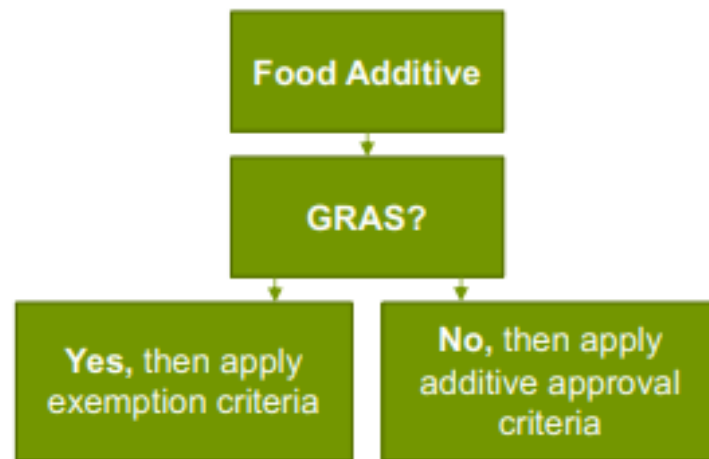 Food Additive
GRAS?
Yes, then apply
exemption criteria
No, then apply
additive approval
criteria